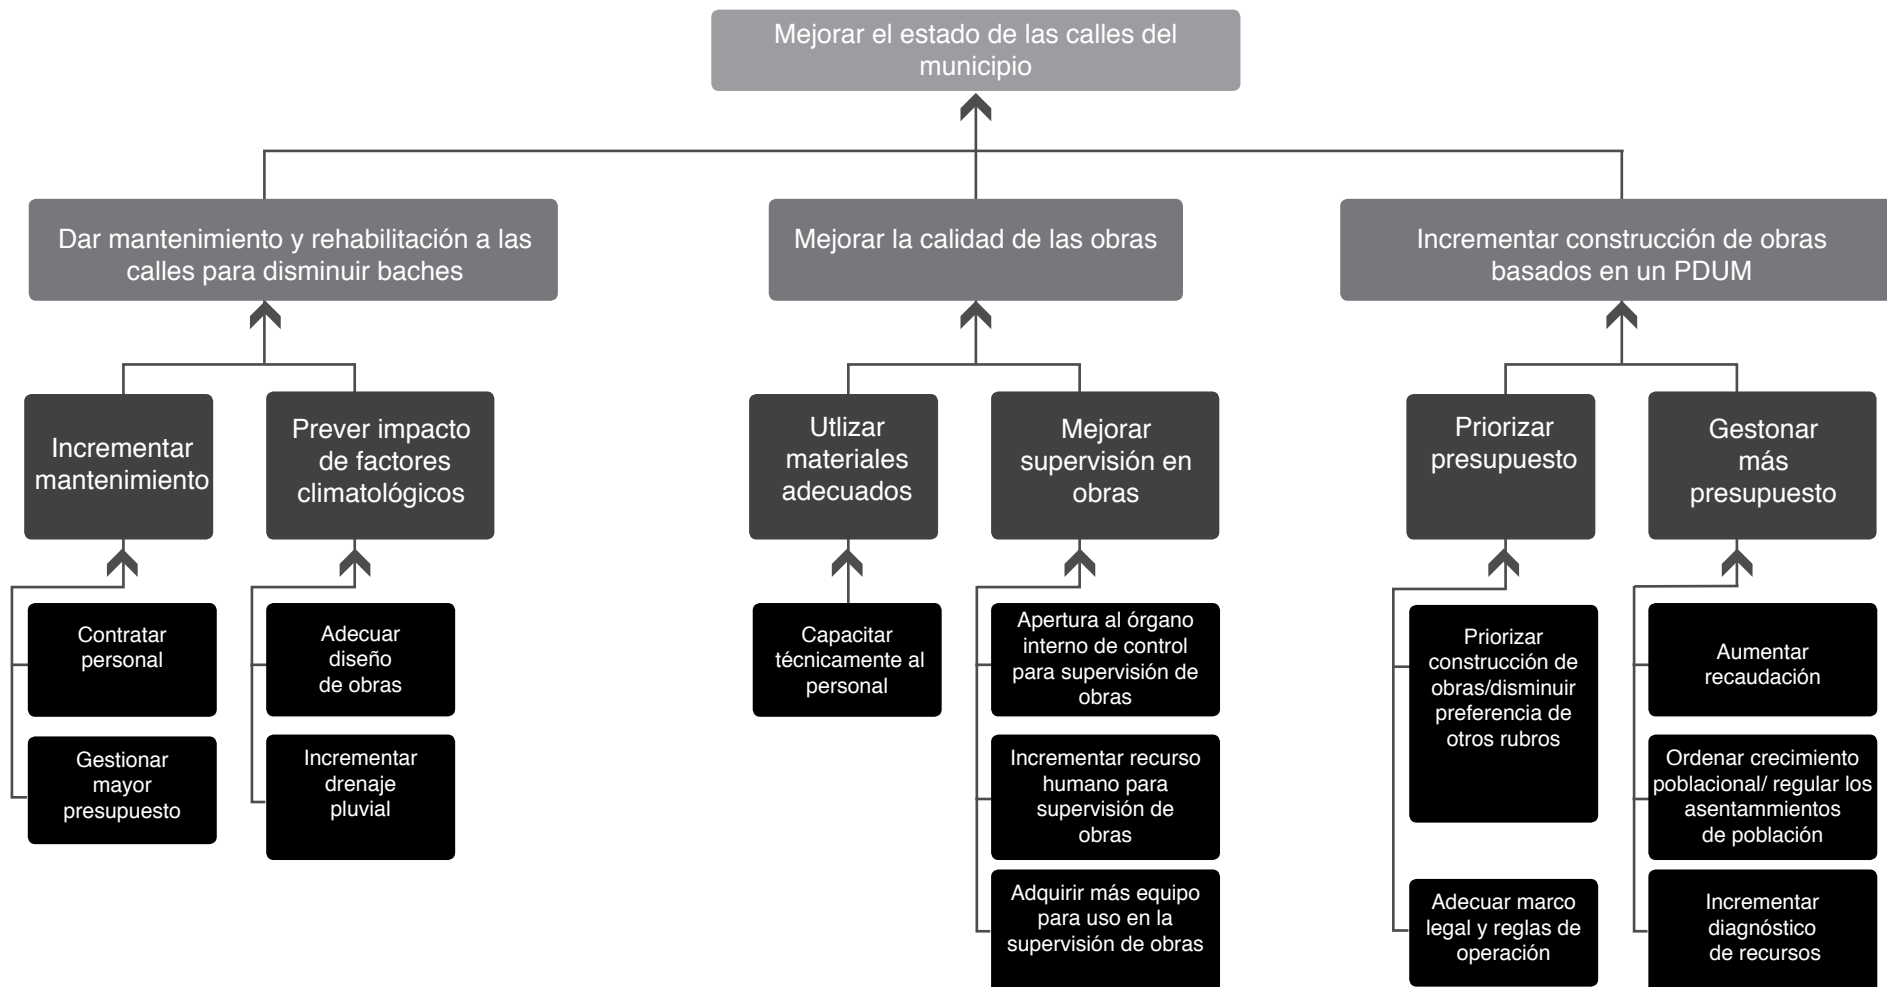 Mejorar el estado de las calles del
municipio
Dar mantenimiento y rehabilitación a las
calles para disminuir baches
Mejorar la calidad de las obras
Incrementar construcción de obras
basados en un PDUM
Incrementar
mantenimiento
Prever impacto
de factores
climatológicos
Utlizar
materiales
adecuados
Mejorar
supervisión en
obras
Priorizar
presupuesto
Gestonar
más
presupuesto
Contratar
personal
Gestionar
mayor
presupuesto
Adecuar
diseño
de obras
Incrementar
drenaje
pluvial
Capacitar
técnicamente al
personal
Apertura al órgano
interno de control
para supervisión de
obras
Incrementar recurso
humano para
supervisión de
obras
Adquirir más equipo
para uso en la
supervisión de obras
Priorizar
construcción de
obras/disminuir
preferencia de
otros rubros
Adecuar marco
legal y reglas de
operación
Aumentar
recaudación
Ordenar crecimiento
poblacional/ regular los
asentammientos
de población
Incrementar
diagnóstico
de recursos